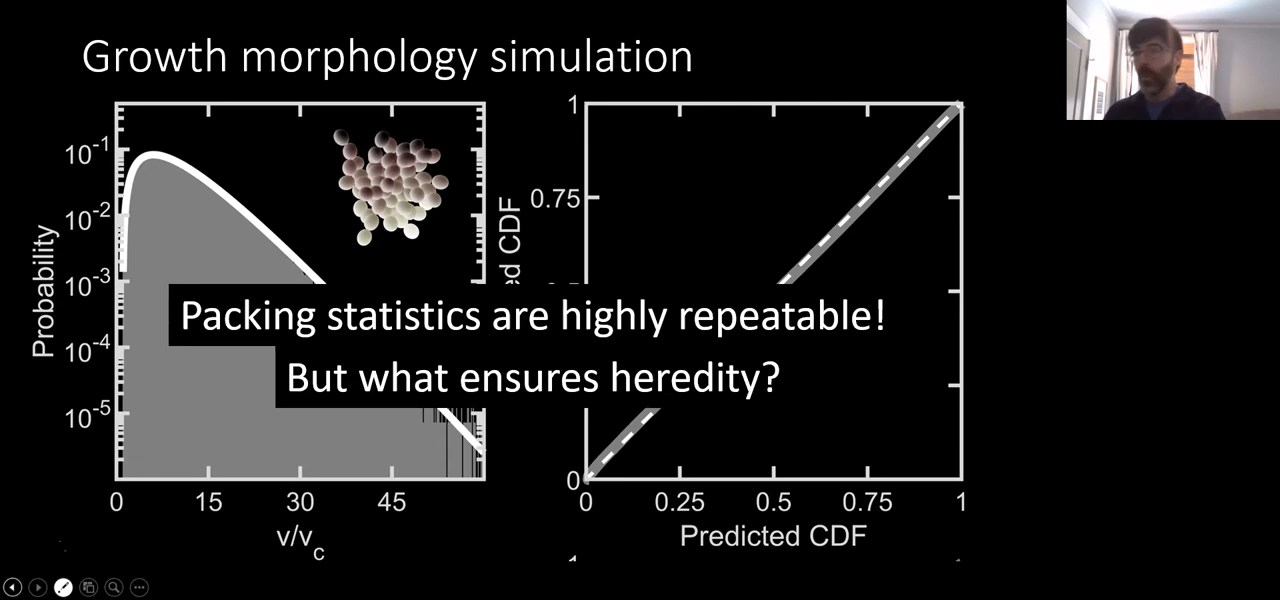 Growth morphology simulation
Probability
10-1
10-2
10-3
10-4
10-5
0
15
30
45
v/vc
ed CDF
1
0.75
0
0
0.25
0.5
0.75
1
Predicted CDF
Packing statistics are highly repeatable!
But what ensures heredity?